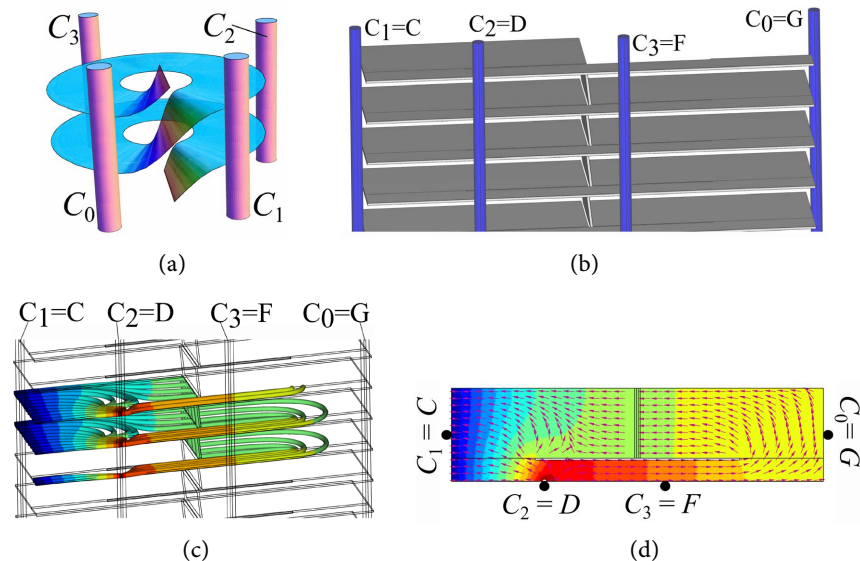 C3
C2
C0
C1
(a)
C1=C
C2=D
C3=F
C0=G
(b)
C1=C
C2=D
C3=F
C0=G
(c)
C1 = C
C0=G
C2 = D
C3 = F
(d)